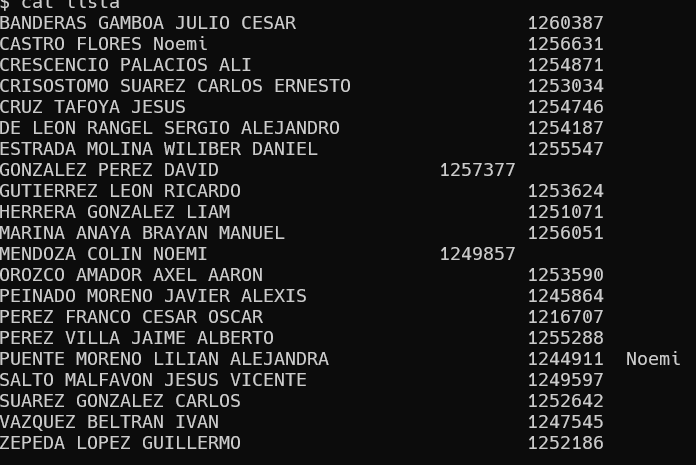 $ cat lista
BANDERAS GAMBOA JULIO CESAR 1260387
CASTRO FLORES Noemi 1256631
CRESCENCIO PALACIOS ALI 1254871
CRISOSTOMO SUAREZ CARLOS ERNESTO 1253034
CRUZ TAFOYA JESUS 1254746
DE LEON RANGEL SERGIO ALEJANDRO 1254187
ESTRADA MOLINA WILIBER DANIEL 1255547
GONZALEZ PEREZ DAVID 1257377
GUTIERREZ LEON RICARDO 1253624
HERRERA GONZALEZ LIAM 1251071
MARINA ANAYA BRAYAN MANUEL 1256051
MENDOZA COLIN NOEMI 1249857
OROZCO AMADOR AXEL AARON 1253590
PEINADO MORENO JAVIER ALEXIS 1245864
PEREZ FRANCO CESAR OSCAR 1216707
PEREZ VILLA JAIME ALBERTO 1255288
PUENTE MORENO LILIAN ALEJANDRA 1244911 Noemi
SALTO MALFAVON JESUS VICENTE 1249597
SUAREZ GONZALEZ CARLOS 1252642
VAZQUEZ BELTRAN IVAN 1247545
ZEPEDA LOPEZ GUILLERMO 1252186